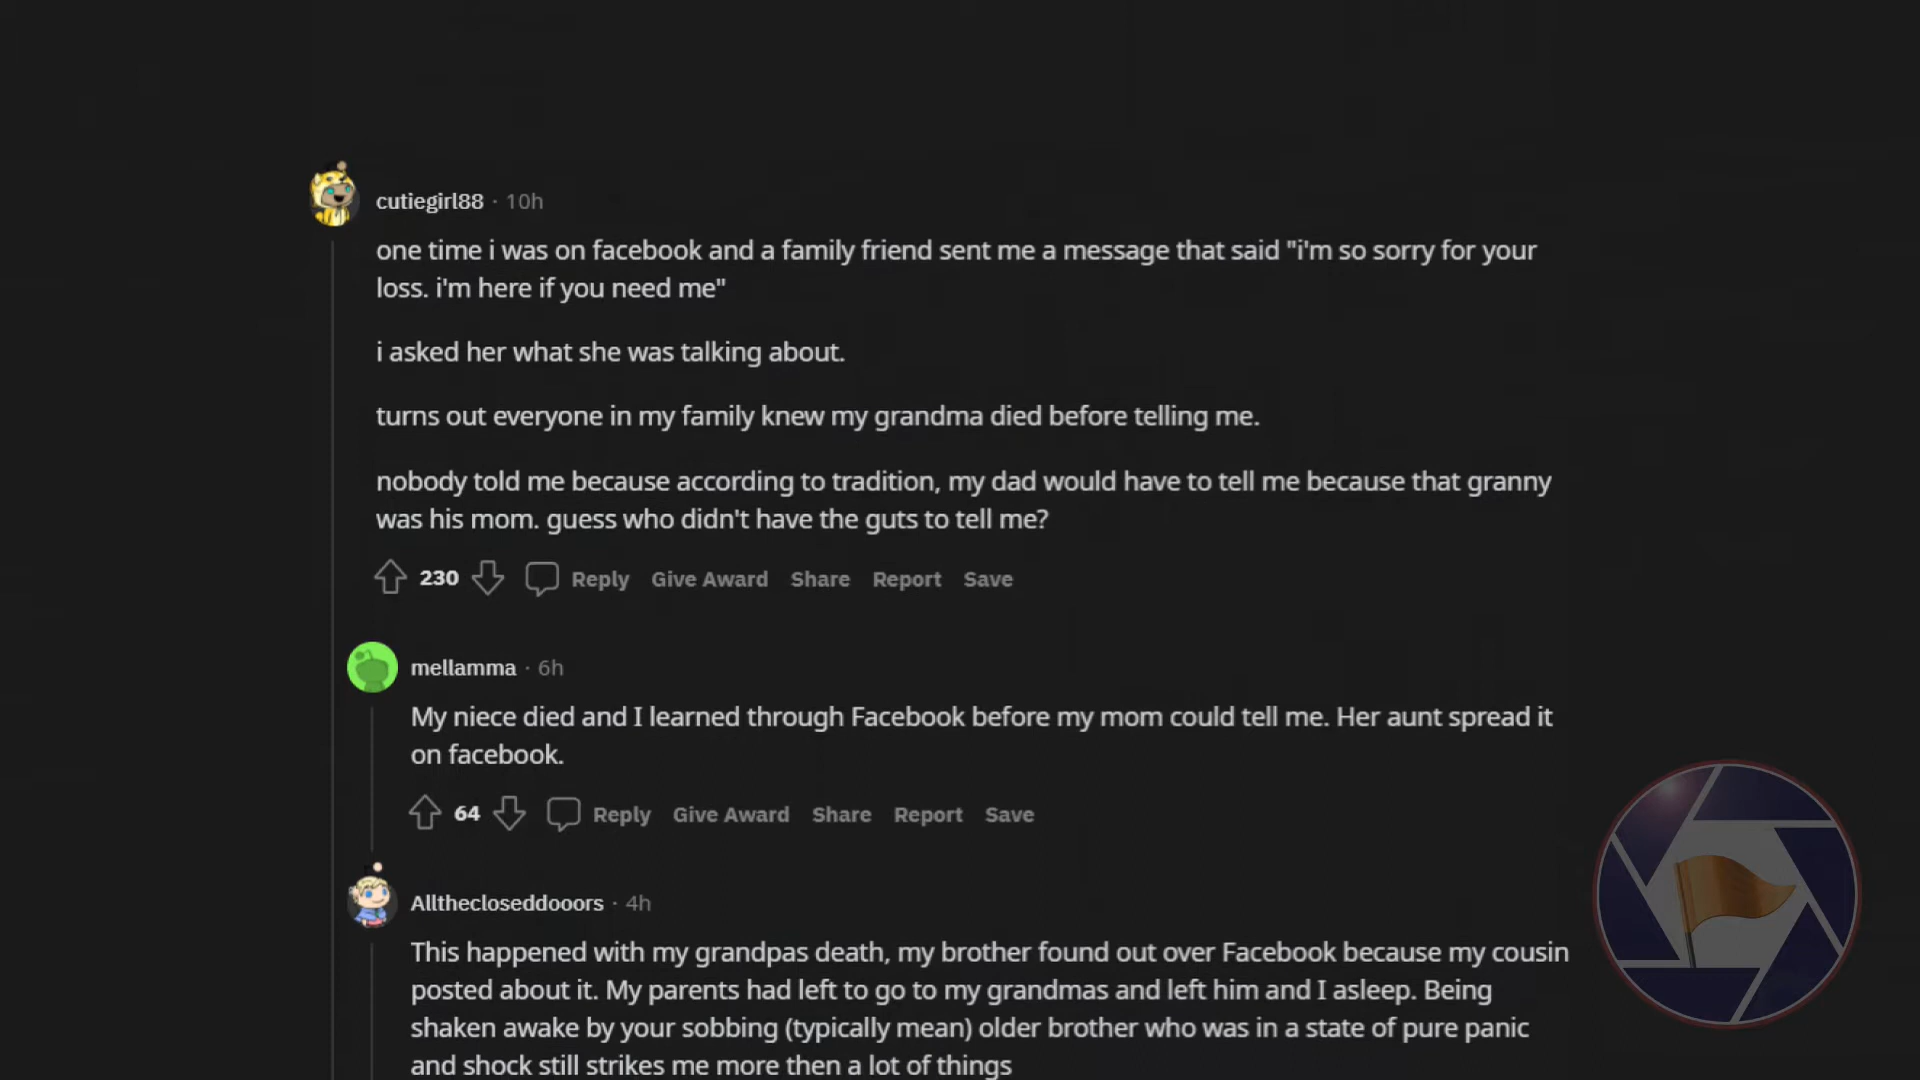 cutiegirl88 · 10h
one time i was on facebook and a family friend sent me a message that said "i'm so sorry for your
loss. i'm here if you need me"
i asked her what she was talking about.
turns out everyone in my family knew my grandma died before telling me.
nobody told me because according to tradition, my dad would have to tell me because that granny
was his mom. guess who didn't have the guts to tell me?
230 Reply Give Award Share Report Save
mellamma · 6h
My niece died and I learned through Facebook before my mom could tell me. Her aunt spread it
on facebook.
64 Reply Give Award Share Report Save
Allthecloseddooors · 4h
This happened with my grandpas death, my brother found out over Facebook because my cousin
posted about it. My parents had left to go to my grandmas and left him and I asleep. Being
shaken awake by your sobbing (typically mean) older brother who was in a state of pure panic
and shock still strikes me more then a lot of things